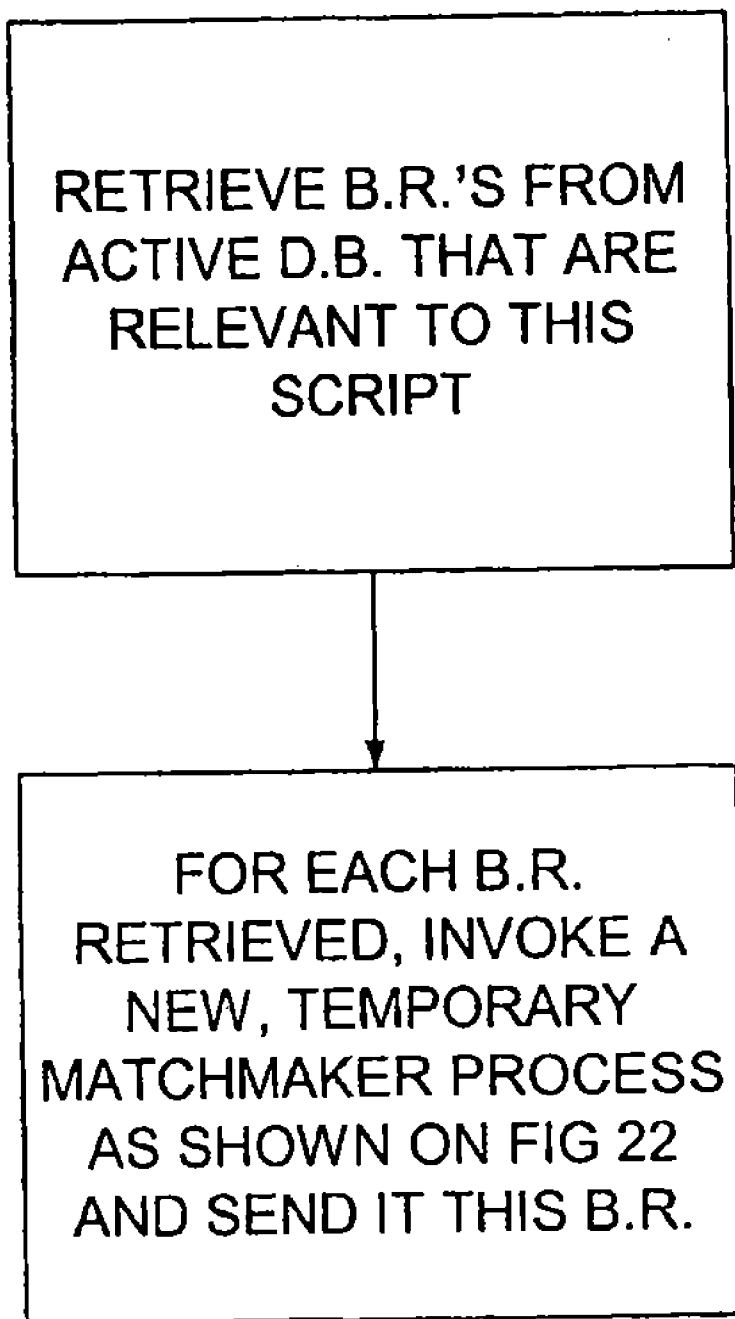 RETRIEVE B.R.'S FROM
ACTIVE D.B. THAT ARE
RELEVANT TO THIS
SCRIPT
FOR EACH B.R.
RETRIEVED, INVOKE A
NEW, TEMPORARY
MATCHMAKER PROCESS
AS SHOWN ON FIG 22
AND SEND IT THIS B.R.